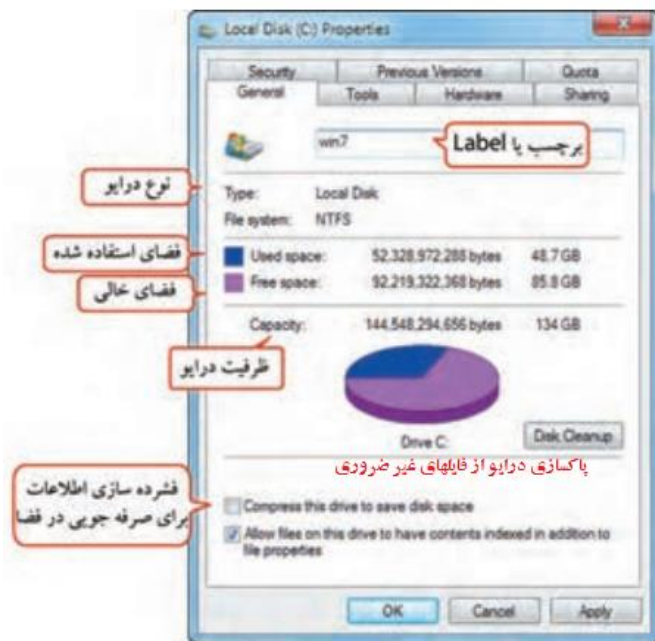 Local Disk (C:) Properties
Security Previous Versions Quota
General Tools Hardware Sharing
win7
برچسب یا Label
نوع درایو
Type: Local Disk
File system: NTFS
فضای استفاده شده
Used space: 52,328,972,288 bytes 48.7 GB
فضای خالی
Free space: 92,219,322,368 bytes 85.8 GB
Capacity: 144,548,294,656 bytes 134 GB
ظرفیت درایو
Drive C: Disk Cleanup
پاکسازی درایو از فایلهای غیر ضروری
فشرده سازی اطلاعات
برای صرفه جویی در فضا
Compress this drive to save disk space
Allow files on this drive to have contents indexed in addition to
file properties
OK Cancel Apply